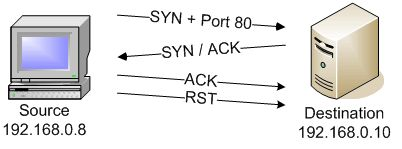 SYN + Port 80
SYN / ACK
ACK
RST
Source
192.168.0.8
Destination
192.168.0.10